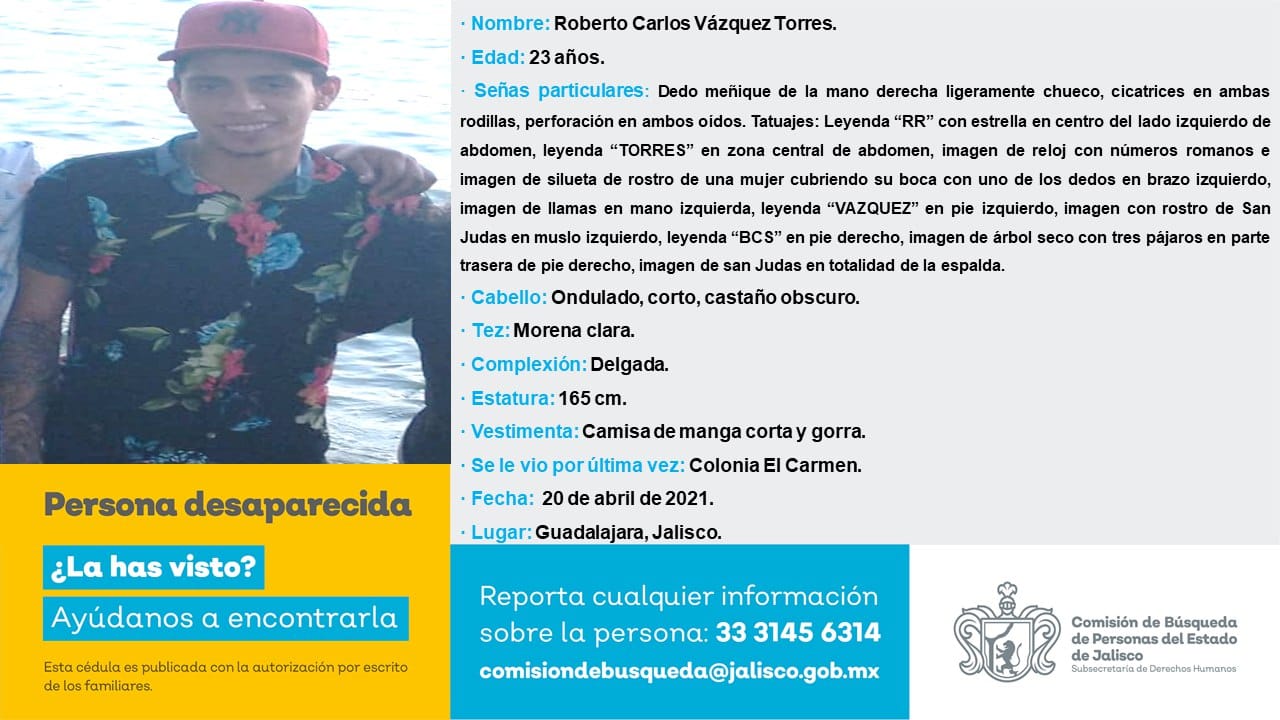 · Nombre: Roberto Carlos Vázquez Torres.
· Edad: 23 años.
· Señas particulares: Dedo meñique de la mano derecha ligeramente chueco, cicatrices en ambas
rodillas, perforación en ambos oídos. Tatuajes: Leyenda “RR” con estrella en centro del lado izquierdo de
abdomen, leyenda “TORRES” en zona central de abdomen, imagen de reloj con números romanos e
imagen de silueta de rostro de una mujer cubriendo su boca con uno de los dedos en brazo izquierdo,
imagen de llamas en mano izquierda, leyenda “VAZQUEZ” en pie izquierdo, imagen con rostro de San
Judas en muslo izquierdo, leyenda “BCS” en pie derecho, imagen de árbol seco con tres pájaros en parte
trasera de pie derecho, imagen de san Judas en totalidad de la espalda.
· Cabello: Ondulado, corto, castaño obscuro.
· Tez: Morena clara.
· Complexión: Delgada.
· Estatura: 165 cm.
· Vestimenta: Camisa de manga corta y gorra.
· Se le vio por última vez: Colonia El Carmen.
· Fecha: 20 de abril de 2021.
· Lugar: Guadalajara, Jalisco.
Persona desaparecida
¿La has visto?
Ayúdanos a encontrarla
Esta cédula es publicada con la autorización por escrito
de los familiares.
Reporta cualquier información
sobre la persona: 33 3145 6314
comisiondebusqueda@jalisco.gob.mx
Comisión de Búsqueda
de Personas del Estado
de Jalisco
Subsecretaría de Derechos Humanos
NY